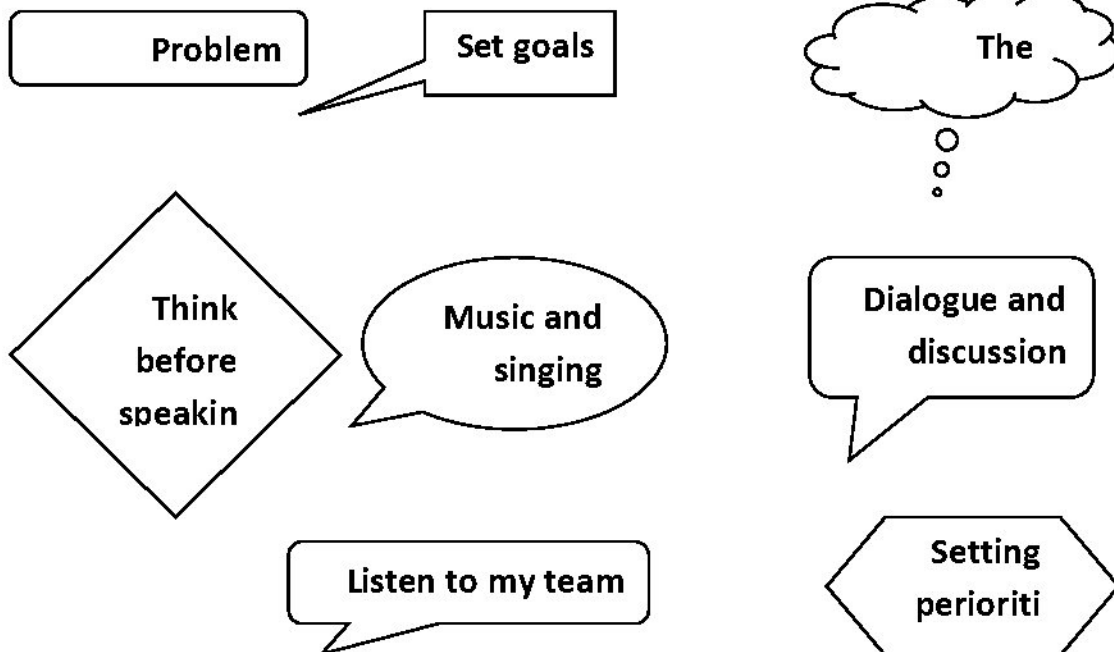 Problem
Set goals
The
Think
before
speakin
Music and
singing
Dialogue and
discussion
Listen to my team
Setting
perioriti